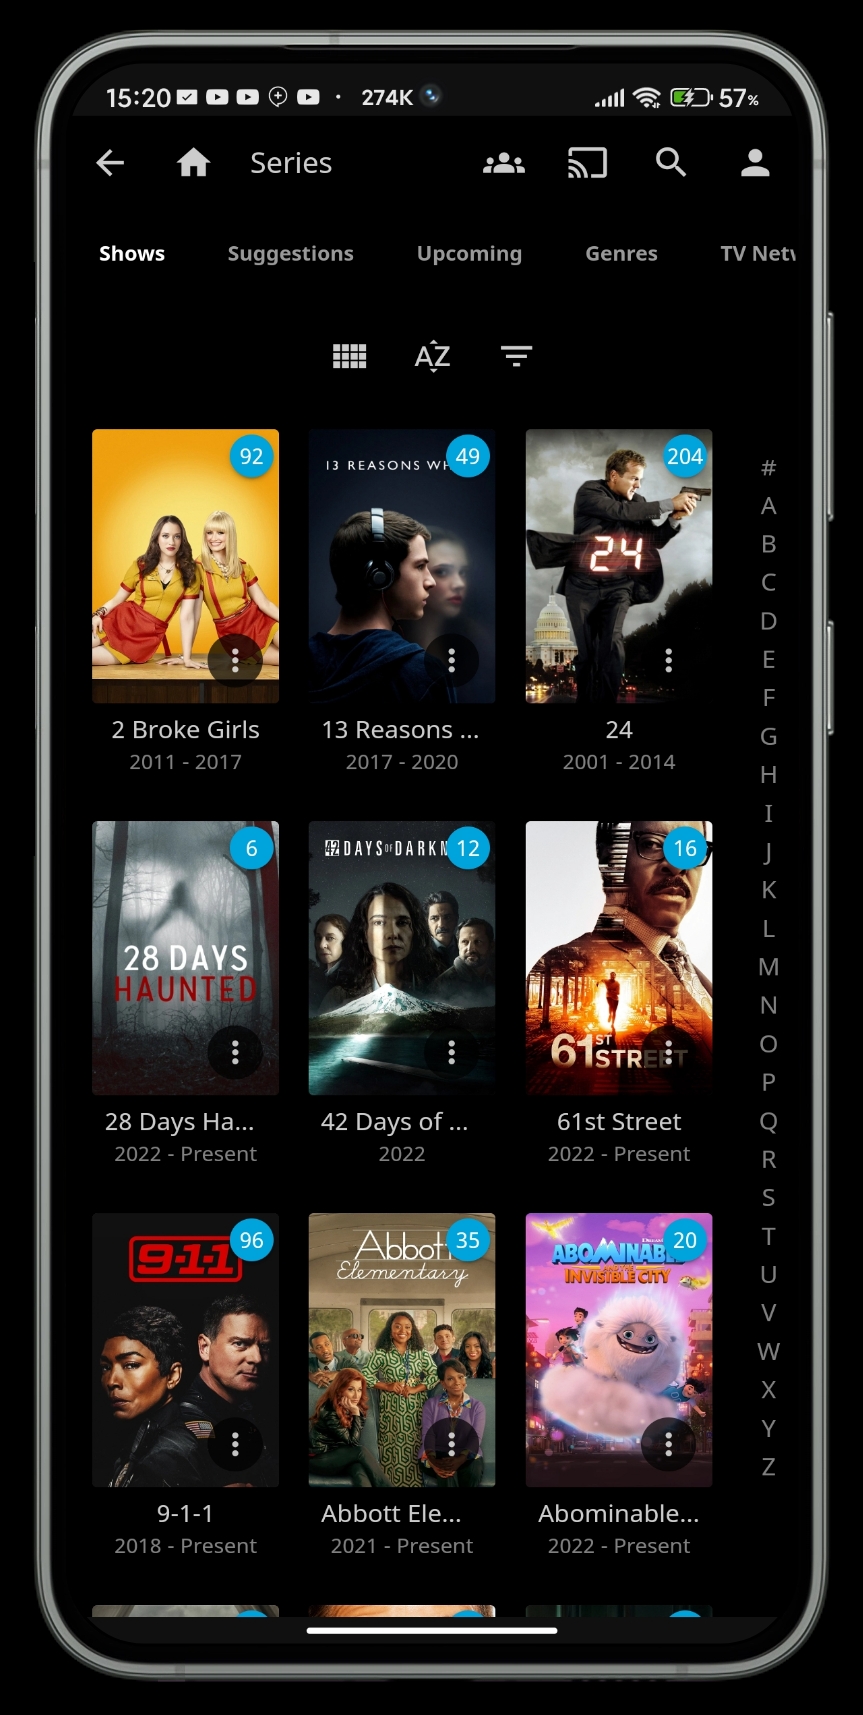 15:20 · 274K 57%
Series
Shows Suggestions Upcoming Genres TV Netw
92 49 204
13 REASONS WH
24
2 Broke Girls 13 Reasons ... 24
2011 - 2017 2017 - 2020 2001 - 2014
6 12 16
42 DAYS OF DARKN
28 DAYS
HAUNTED
61ST STREET
28 Days Ha... 42 Days of ... 61st Street
2022 - Present 2022 2022 - Present
96 35 20
9-1-1 Abbott ABOMINAB
Elementary INVISIBLE CITY
9-1-1 Abbott Ele... Abominable...
2018 - Present 2021 - Present 2022 - Present
AZ
#
A
B
C
D
E
F
G
H
I
J
K
L
M
N
O
P
Q
R
S
T
U
V
W
X
Y
Z